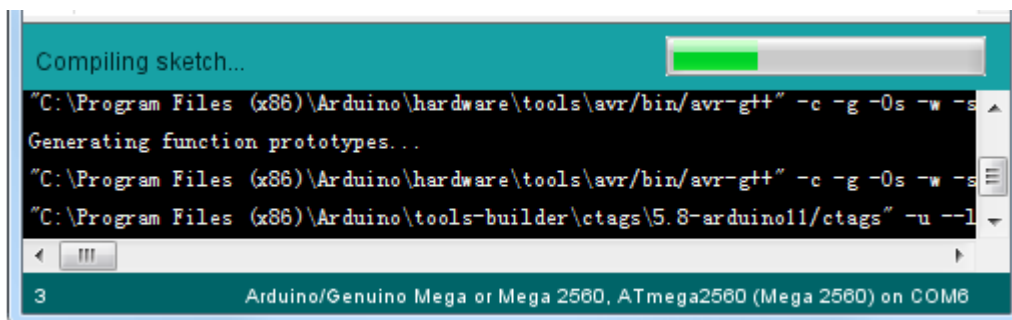 Compiling sketch...
"C:\Program Files (x86)\Arduino\hardware\tools\avr/bin/avr-g++" -c -g -Os -w -s
Generating function prototypes...
"C:\Program Files (x86)\Arduino\hardware\tools\avr/bin/avr-g++" -c -g -Os -w -s
"C:\Program Files (x86)\Arduino\tools-builder\ctags\5.8-arduino11/ctags" -u --l
3 Arduino/Genuino Mega or Mega 2560, ATmega2560 (Mega 2560) on COM6